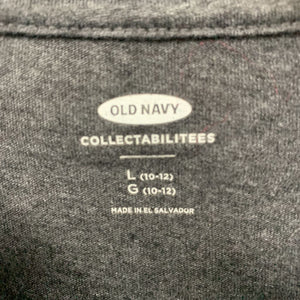 OLD NAVY
COLLECTABILITEES
L (10-12)
G (10-12)
MADE IN EL SALVADOR